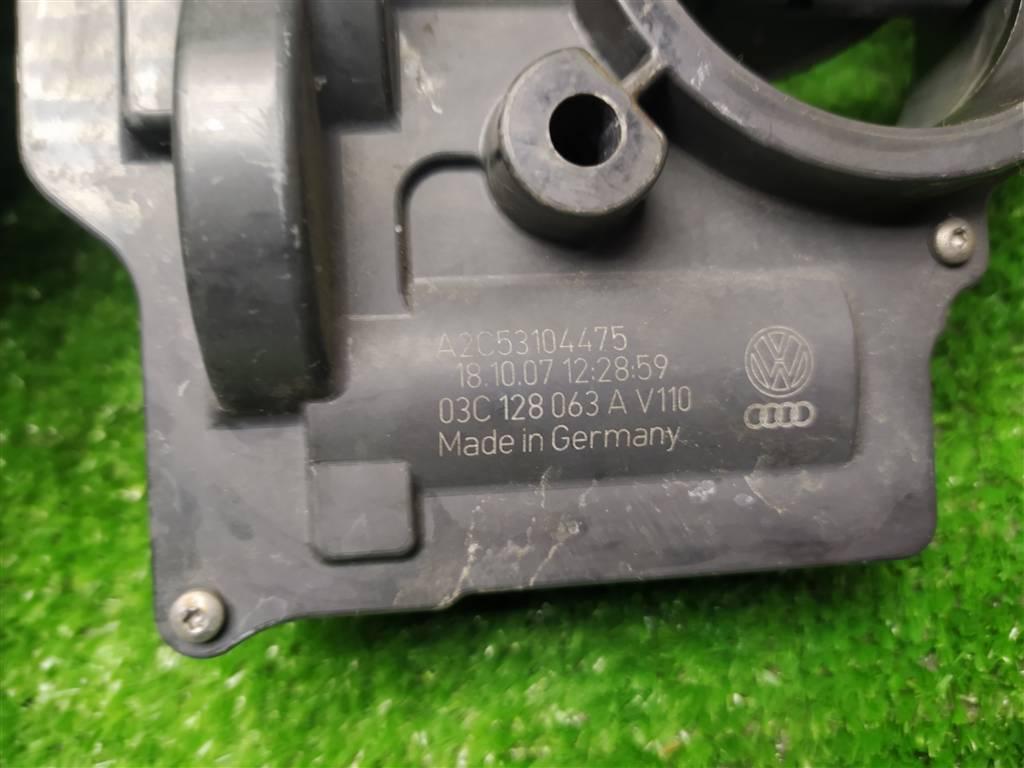 A2C53104475
18.10.07 12:28:59
03C 128 063 A V110
Made in Germany